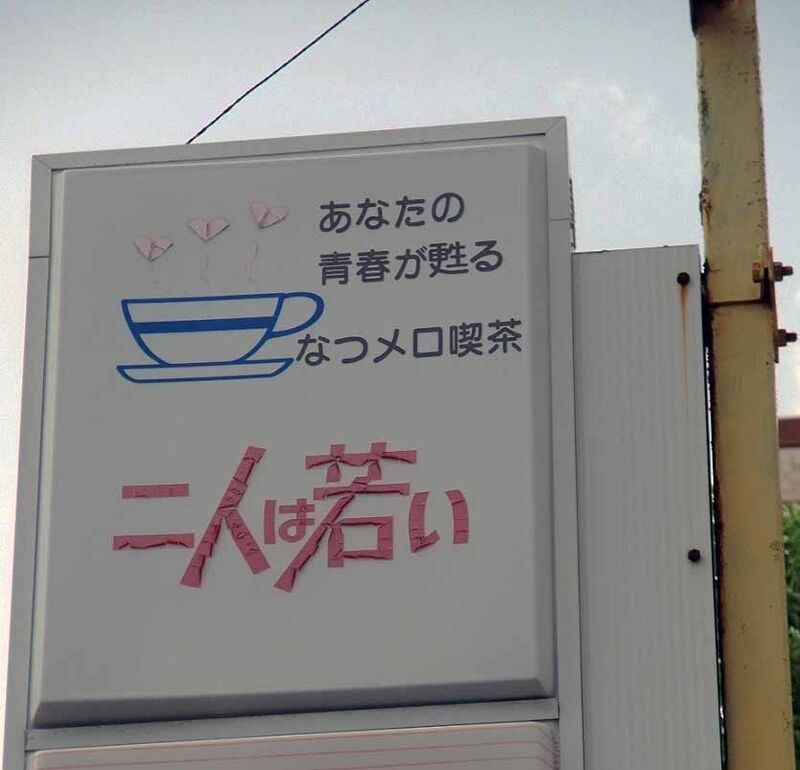 あなたの
青春が甦る
なつメロ喫茶
二人は若い